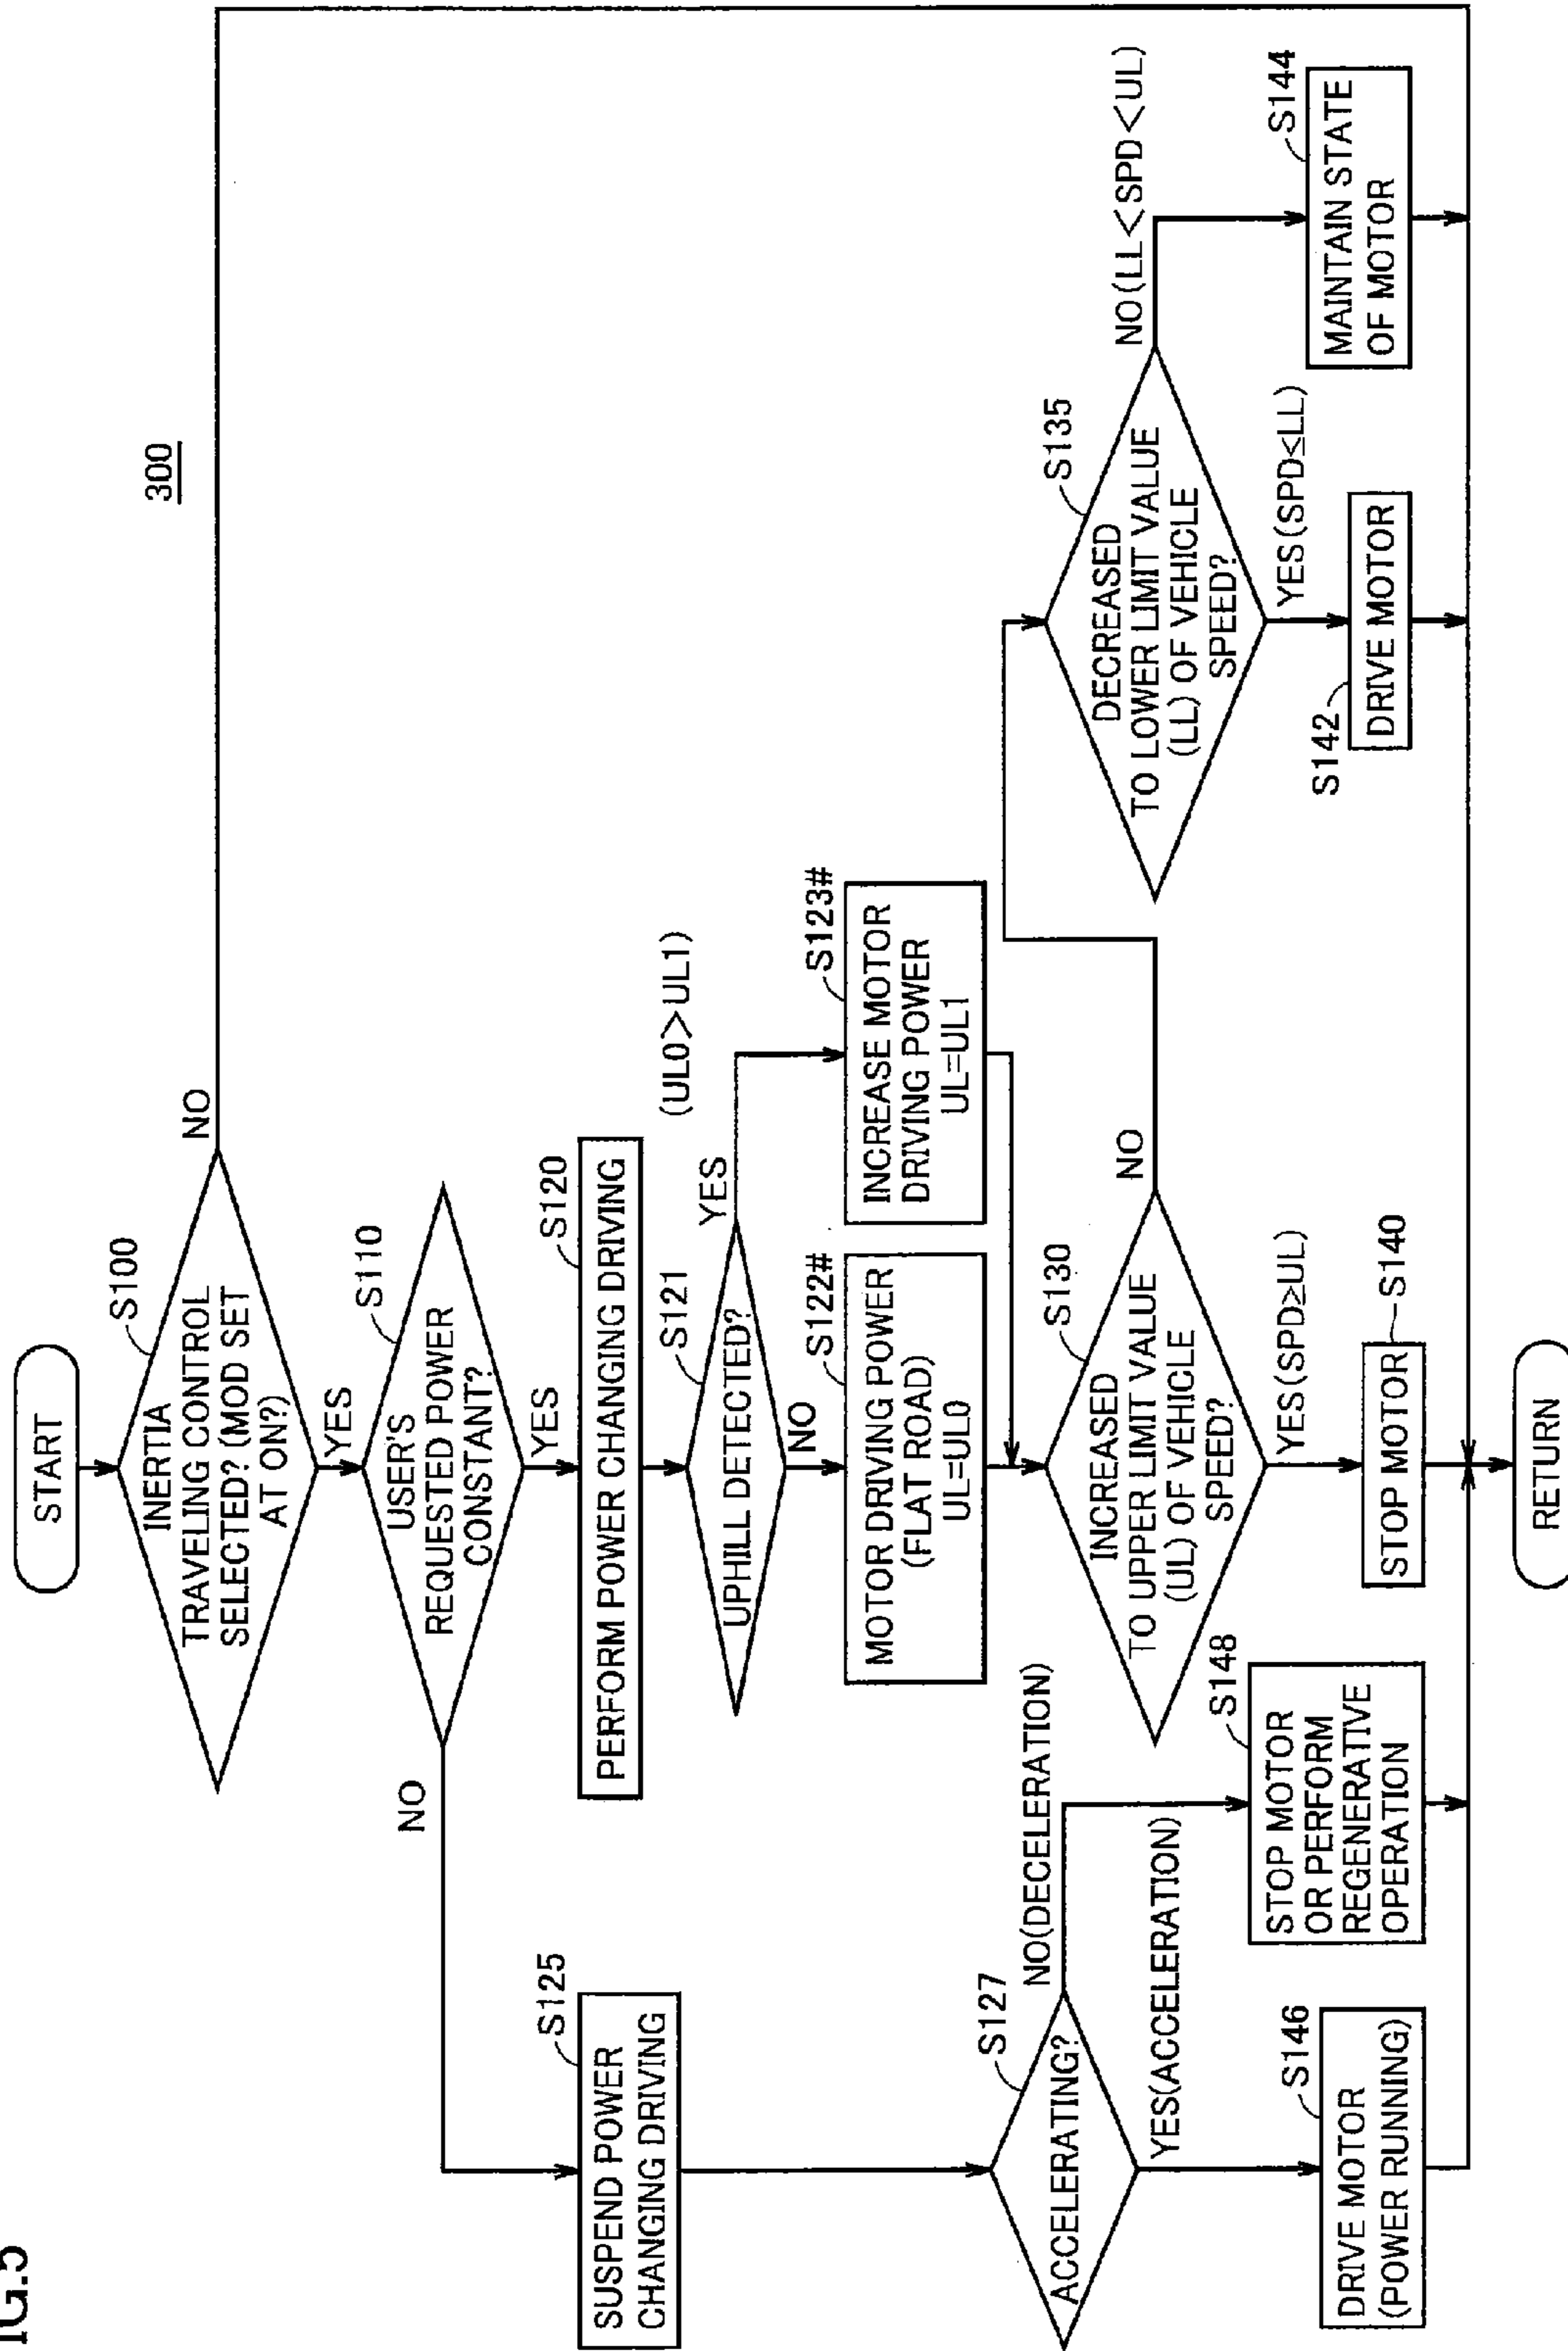 IG.5
300
START
S100
INERTIA
TRAVELING CONTROL
SELECTED? (MOD SET
AT ON?)
NO
YES
S110
USER'S
REQUESTED POWER
CONSTANT?
NO
YES
S125
SUSPEND POWER
CHANGING DRIVING
S120
PERFORM POWER CHANGING DRIVING
S121
UPHILL DETECTED?
YES
(UL0>UL1)
NO
S122#
MOTOR DRIVING POWER
(FLAT ROAD)
UL=UL0
S123#
INCREASE MOTOR
DRIVING POWER
UL=UL1
S127
ACCELERATING?
NO(DECELERATION)
YES(ACCELERATION)
S130
INCREASED
TO UPPER LIMIT VALUE
(UL) OF VEHICLE
SPEED?
NO
YES(SPD≥UL)
S135
DECREASED
TO LOWER LIMIT VALUE
(LL) OF VEHICLE
SPEED?
NO(LL<SPD<UL)
YES(SPD≤LL)
S146
DRIVE MOTOR
(POWER RUNNING)
S148
STOP MOTOR
OR PERFORM
REGENERATIVE
OPERATION
S140
STOP MOTOR
S142
DRIVE MOTOR
S144
MAINTAIN STATE
OF MOTOR
RETURN